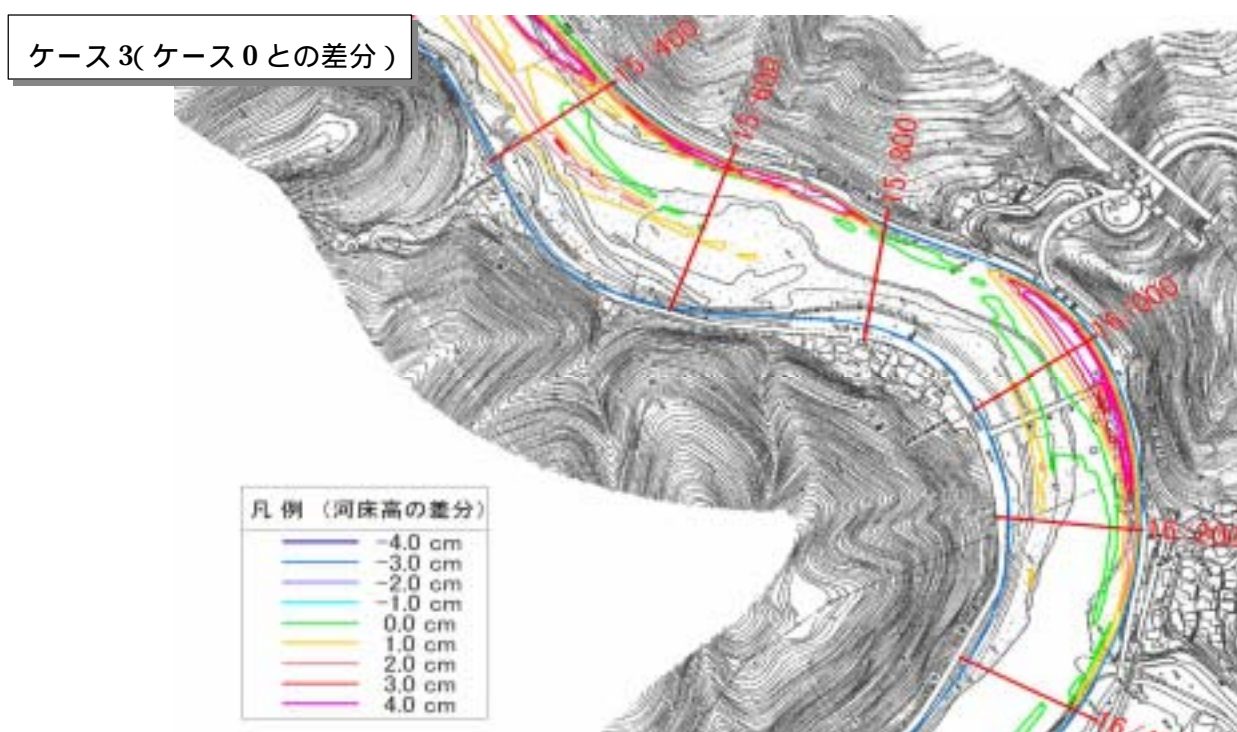 ケース3(ケース0との差分)
15/400
15/600
15/800
16/000
16/200
凡 例 (河床高の差分)
-4.0 cm
-3.0 cm
-2.0 cm
-1.0 cm
0.0 cm
1.0 cm
2.0 cm
3.0 cm
4.0 cm